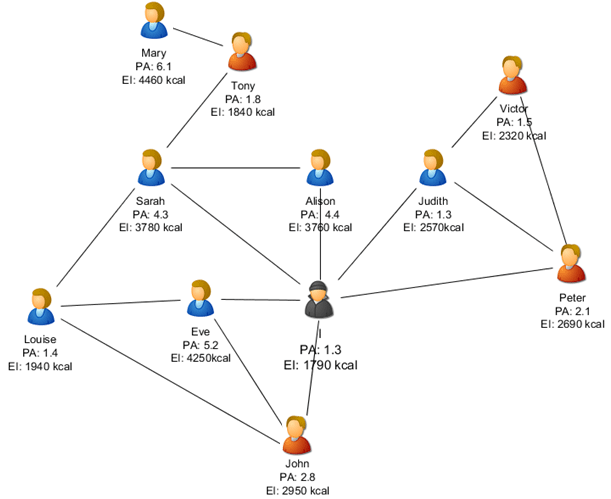 Mary
PA: 6.1
EI: 4460 kcal
Tony
PA: 1.8
EI: 1840 kcal
Victor
PA: 1.5
EI: 2320 kcal
Sarah
PA: 4.3
EI: 3780 kcal
Alison
PA: 4.4
EI: 3760 kcal
Judith
PA: 1.3
EI: 2570kcal
Peter
PA: 2.1
EI: 2690 kcal
Louise
PA: 1.4
EI: 1940 kcal
Eve
PA: 5.2
EI: 4250kcal
I
PA: 1.3
EI: 1790 kcal
John
PA: 2.8
EI: 2950 kcal